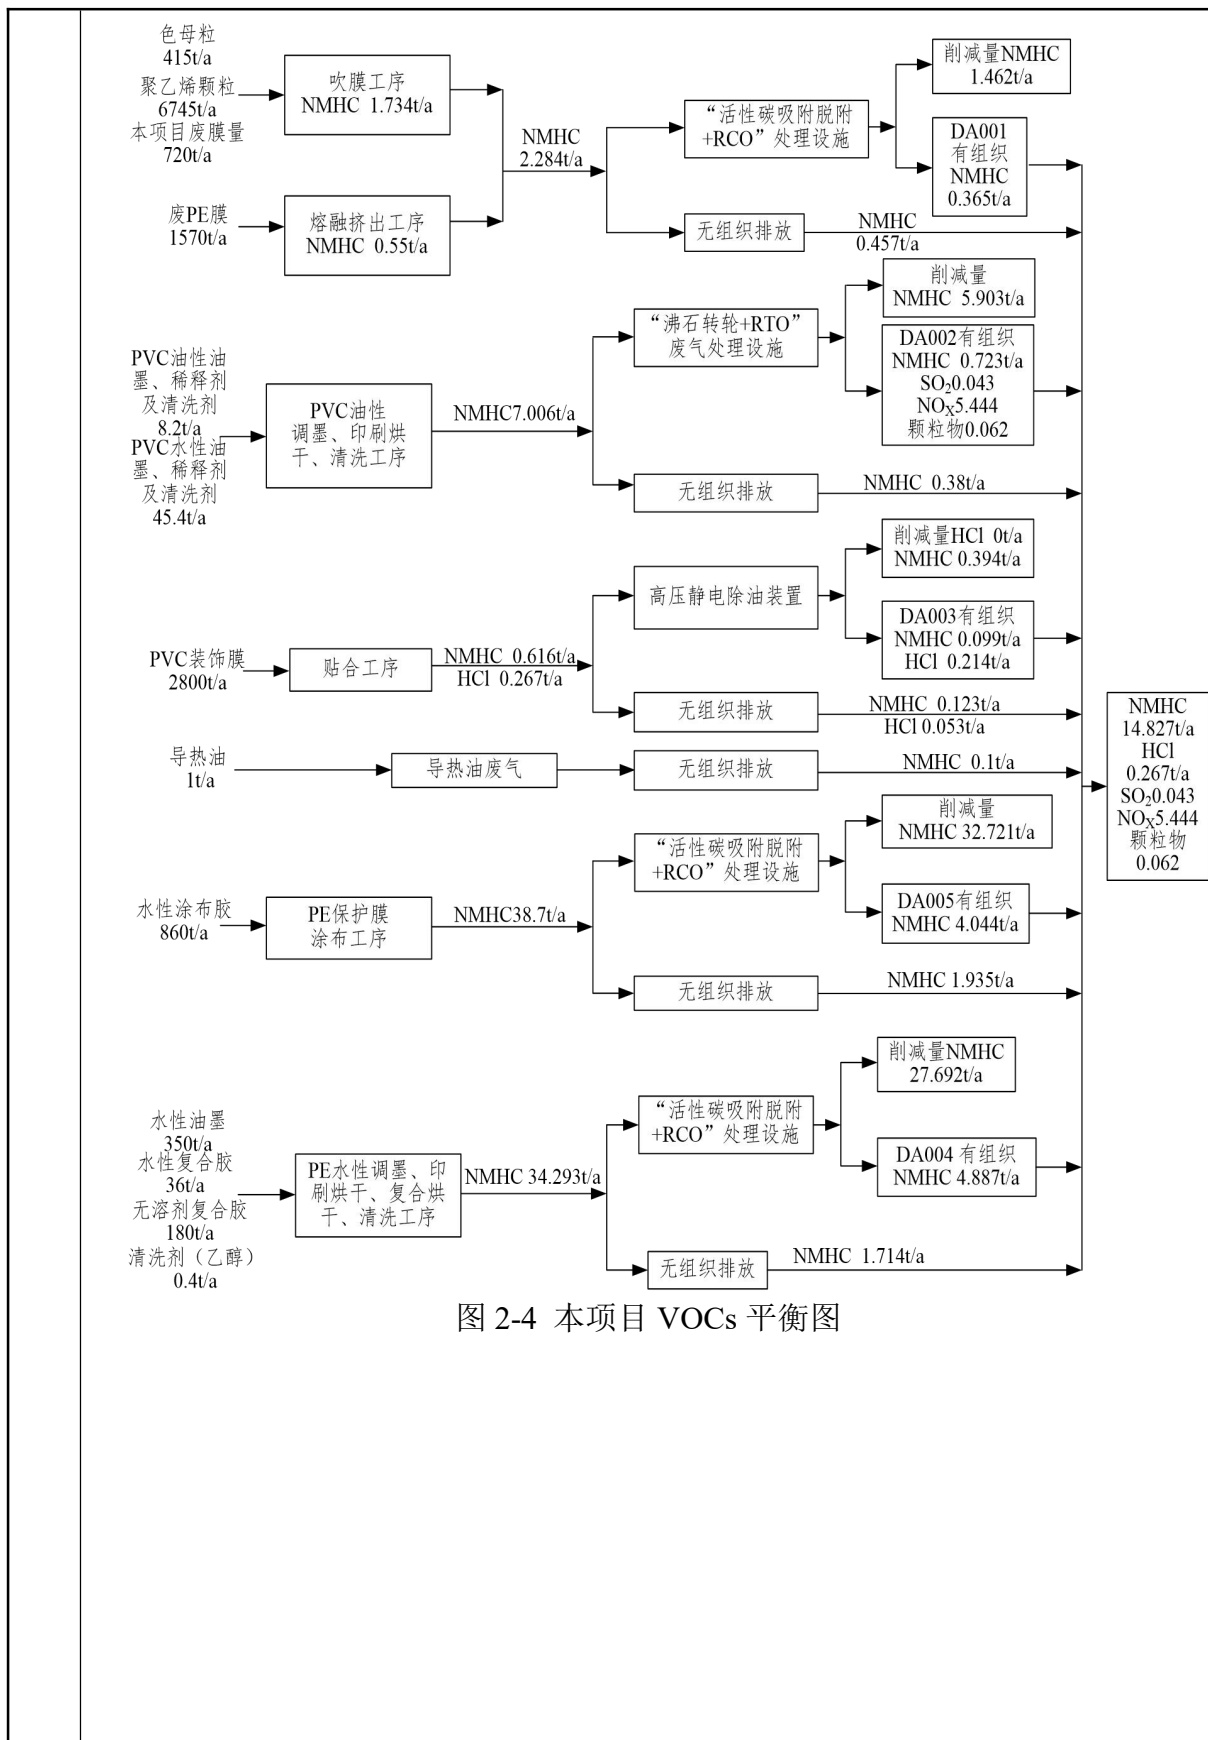 色母粒
415t/a
聚乙烯颗粒
6745t/a
本项目废膜量
720t/a
吹膜工序
NMHC 1.734t/a
废PE膜
1570t/a
熔融挤出工序
NMHC 0.55t/a
NMHC
2.284t/a
“活性碳吸附脱附
+RCO”处理设施
削减量NMHC
1.462t/a
DA001
有组织
NMHC
0.365t/a
无组织排放
NMHC
0.457t/a
PVC油性油
墨、稀释剂
及清洗剂
8.2t/a
PVC水性油
墨、稀释剂
及清洗剂
45.4t/a
PVC油性
调墨、印刷烘
干、清洗工序
NMHC7.006t/a
“沸石转轮+RTO”
废气处理设施
削减量
NMHC 5.903t/a
DA002有组织
NMHC 0.723t/a
SO₂0.043
NOX5.444
颗粒物0.062
无组织排放
NMHC 0.38t/a
PVC装饰膜
2800t/a
贴合工序
NMHC 0.616t/a
HCl 0.267t/a
高压静电除油装置
削减量HCl 0t/a
NMHC 0.394t/a
DA003有组织
NMHC 0.099t/a
HCl 0.214t/a
无组织排放
NMHC 0.123t/a
HCl 0.053t/a
导热油
1t/a
导热油废气
无组织排放
NMHC 0.1t/a
水性涂布胶
860t/a
PE保护膜
涂布工序
NMHC38.7t/a
“活性碳吸附脱附
+RCO”处理设施
削减量
NMHC 32.721t/a
DA005有组织
NMHC 4.044t/a
无组织排放
NMHC 1.935t/a
水性油墨
350t/a
水性复合胶
36t/a
无溶剂复合胶
180t/a
清洗剂（乙醇）
0.4t/a
PE水性调墨、印
刷烘干、复合烘
干、清洗工序
NMHC 34.293t/a
“活性碳吸附脱附
+RCO”处理设施
削减量NMHC
27.692t/a
DA004 有组织
NMHC 4.887t/a
无组织排放
NMHC 1.714t/a
NMHC
14.827t/a
HCl
0.267t/a
SO₂0.043
NOX5.444
颗粒物
0.062
图 2-4 本项目 VOCs 平衡图